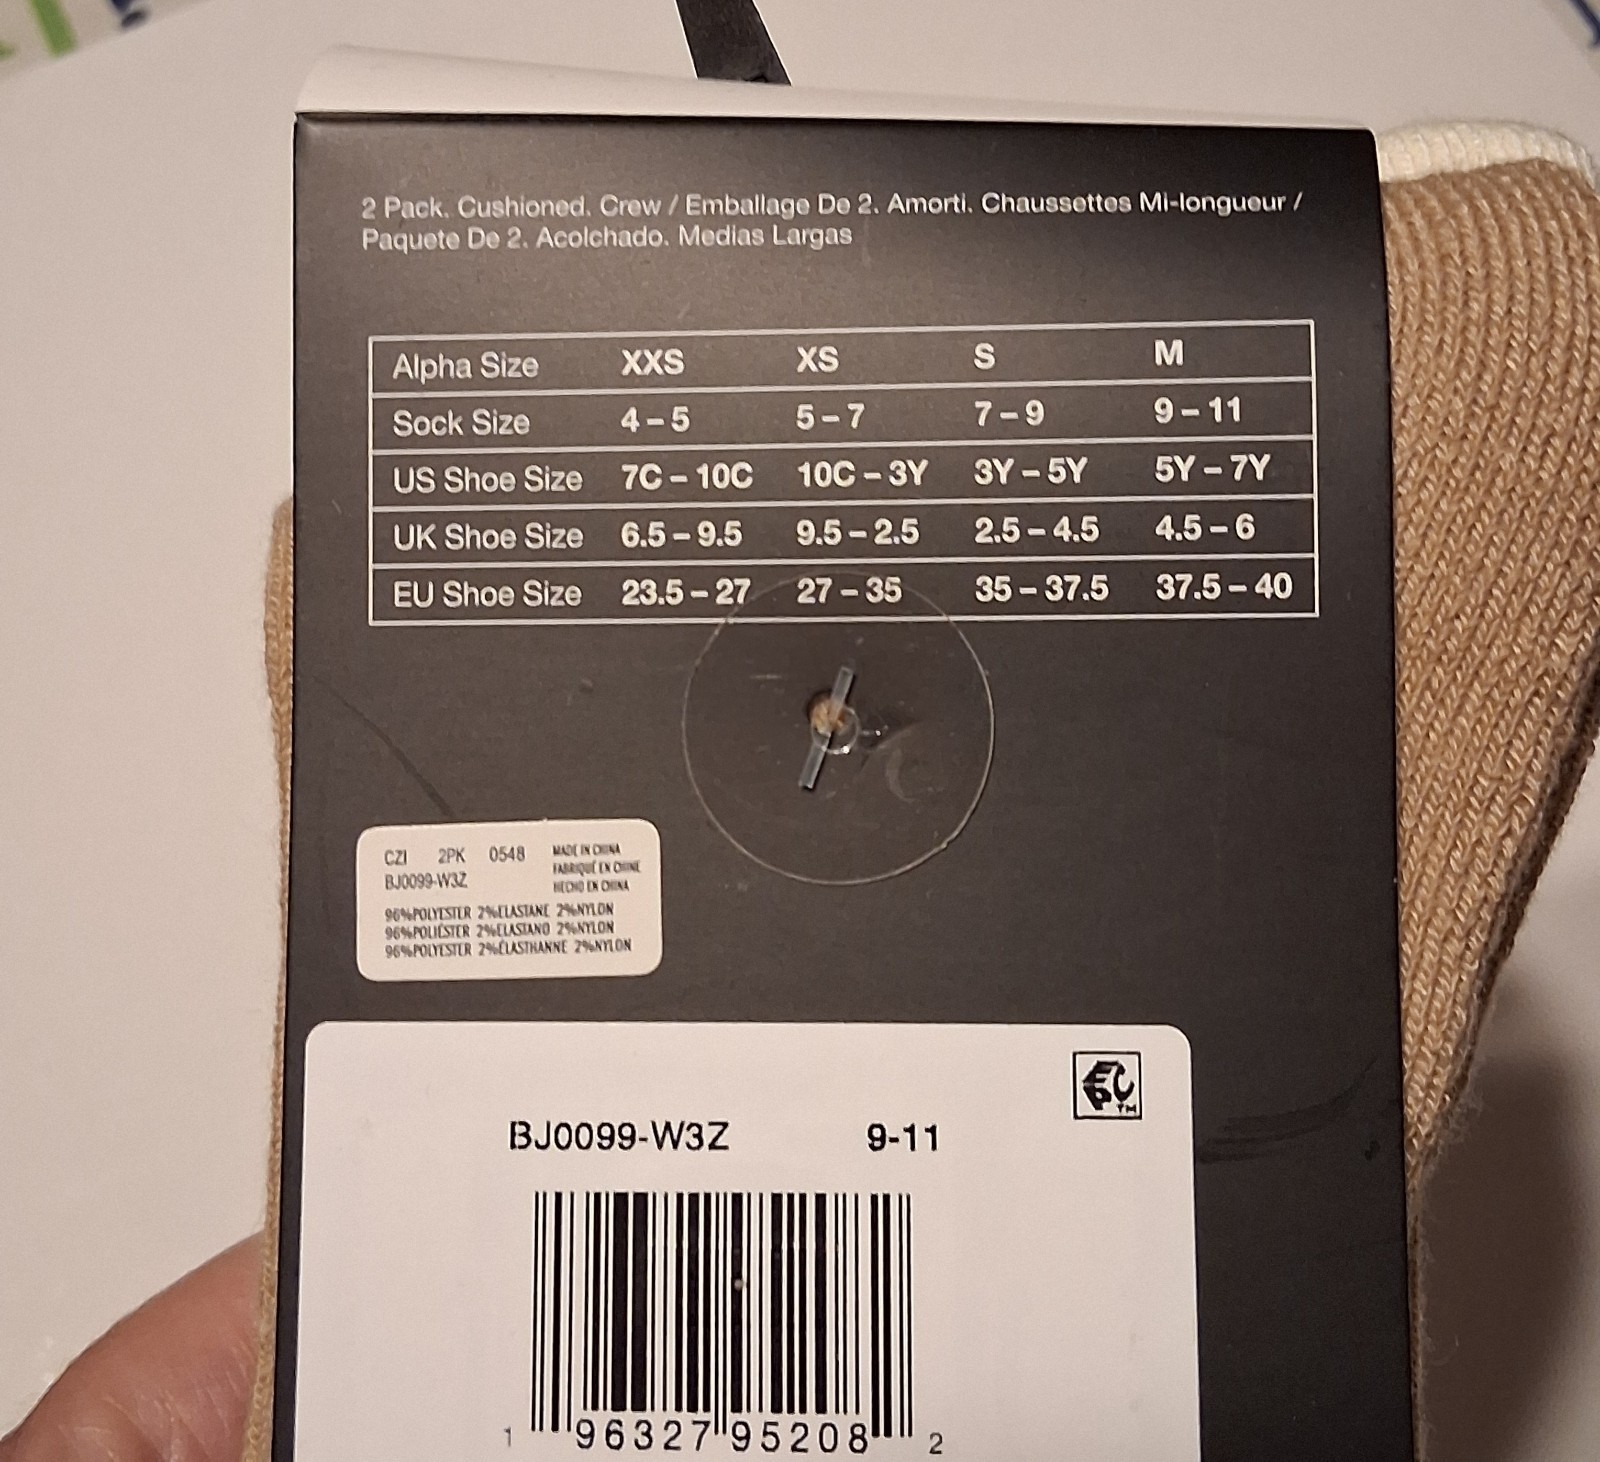 2 Pack. Cushioned. Crew / Emballage De 2. Amorti. Chaussettes Mi-longueur /
Paquete De 2. Acolchado. Medias Largas
Alpha Size XXS XS S M
Sock Size 4 – 5 5 – 7 7 – 9 9 – 11
US Shoe Size 7C – 10C 10C – 3Y 3Y – 5Y 5Y – 7Y
UK Shoe Size 6.5 – 9.5 9.5 – 2.5 2.5 – 4.5 4.5 – 6
EU Shoe Size 23.5 – 27 27 – 35 35 – 37.5 37.5 – 40
CZI 2PK 0548 MADE IN CHINA
FABRIQUÉ EN CHINE
BJ0099-W3Z HECHO EN CHINA
96%POLYESTER 2%ELASTANE 2%NYLON
96%POLIÉSTER 2%ELASTANO 2%NYLON
96%POLYESTER 2%ÉLASTHANNE 2%NYLON
BJ0099-W3Z 9-11
1 96327 95208 2